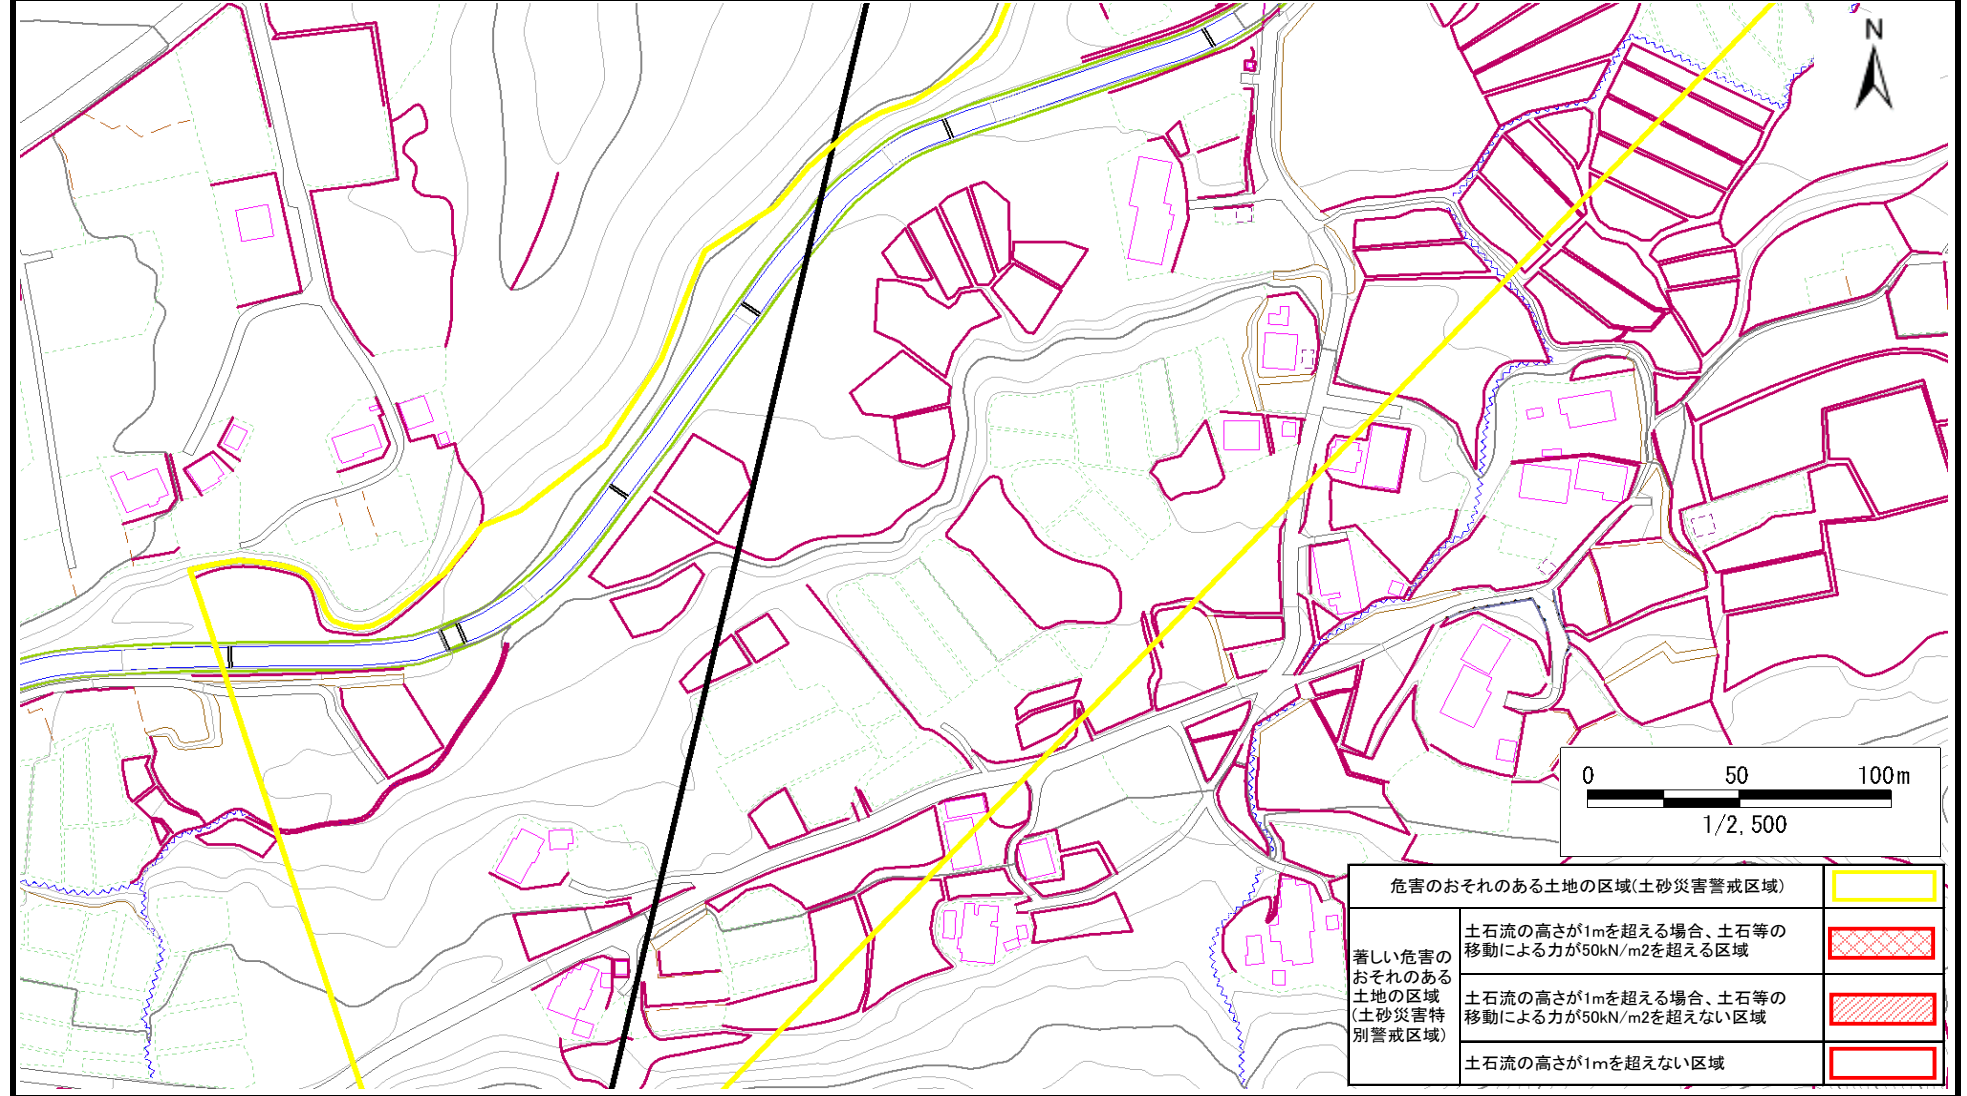 N
0 50 100m
1/2,500
危害のおそれのある土地の区域(土砂災害警戒区域)
著しい危害の
おそれのある
土地の区域
(土砂災害特
別警戒区域)
土石流の高さが1mを超える場合、土石等の
移動による力が50kN/m2を超える区域
土石流の高さが1mを超える場合、土石等の
移動による力が50kN/m2を超えない区域
土石流の高さが1mを超えない区域